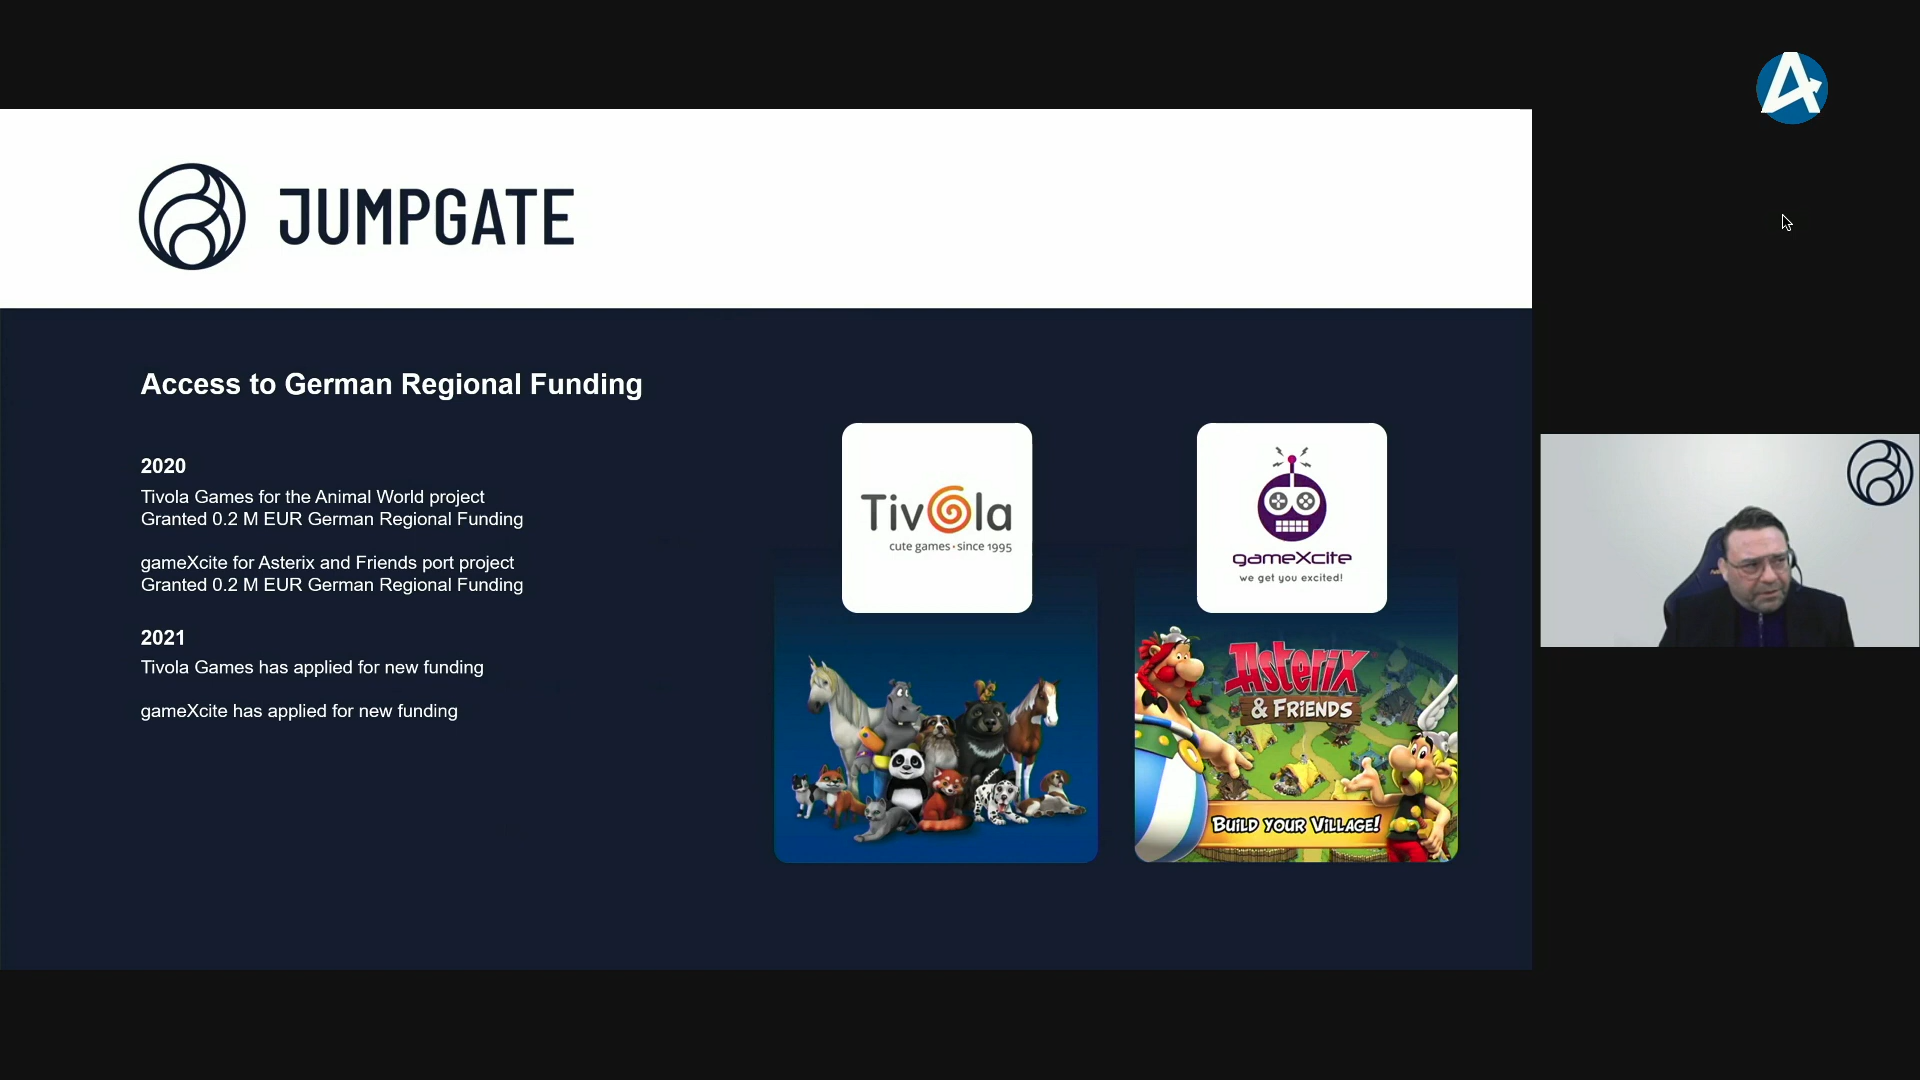 JUMPGATE
Access to German Regional Funding
2020
Tivola Games for the Animal World project
Granted 0.2 M EUR German Regional Funding
gameXcite for Asterix and Friends port project
Granted 0.2 M EUR German Regional Funding
2021
Tivola Games has applied for new funding
gameXcite has applied for new funding
Tivola
cute games · since 1995
gameXcite
we get you excited!
Asterix
& Friends
Build your Village!